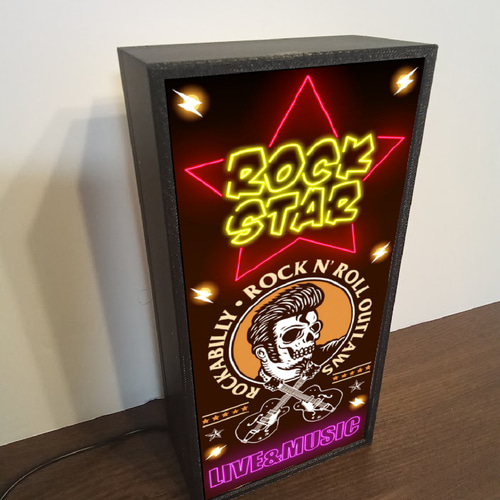 ROCK
STAR
ROCKABILLY • ROCK N' ROLL OUTLAWS
LIVE&MUSIC